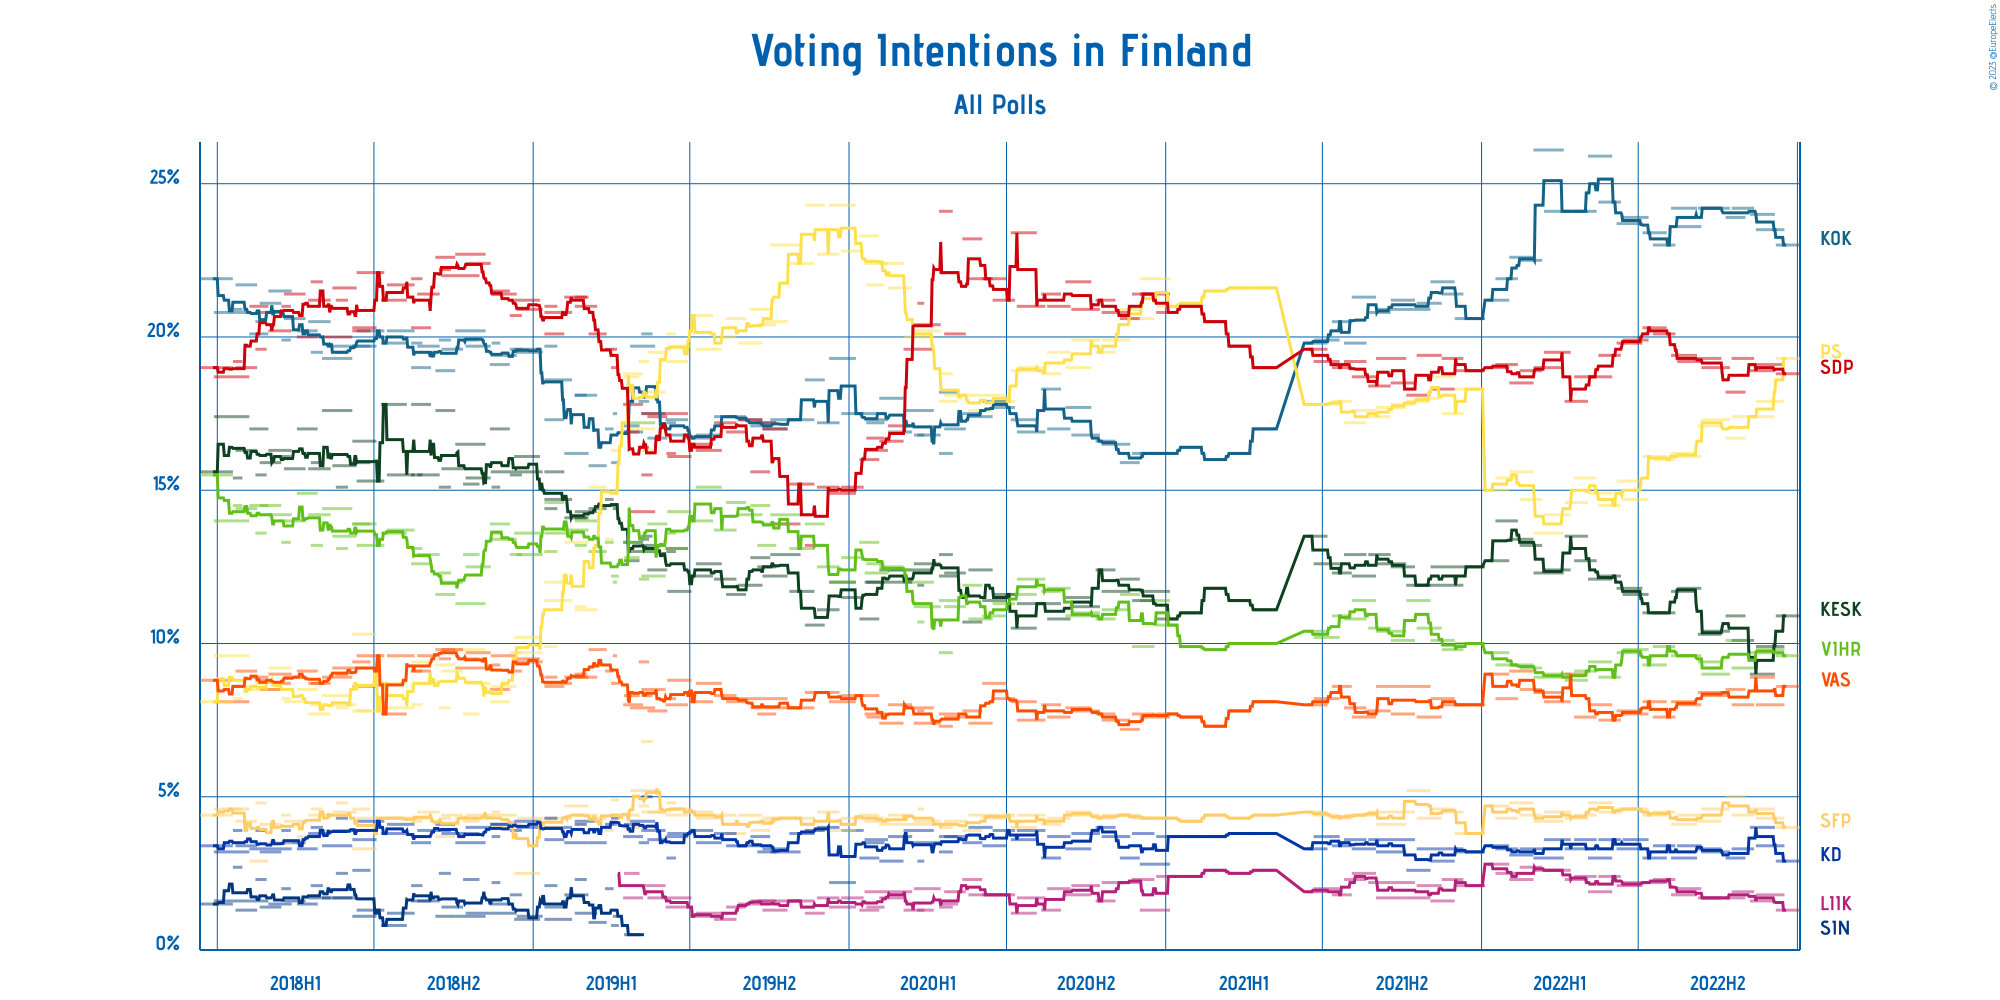 Voting Intentions in Finland
All Polls
© 2023 @EuropeElects
25%
20%
15%
10%
5%
0%
KOK
PS
SDP
KESK
VIHR
VAS
SFP
KD
LIIK
SIN
2018H1
2018H2
2019H1
2019H2
2020H1
2020H2
2021H1
2021H2
2022H1
2022H2